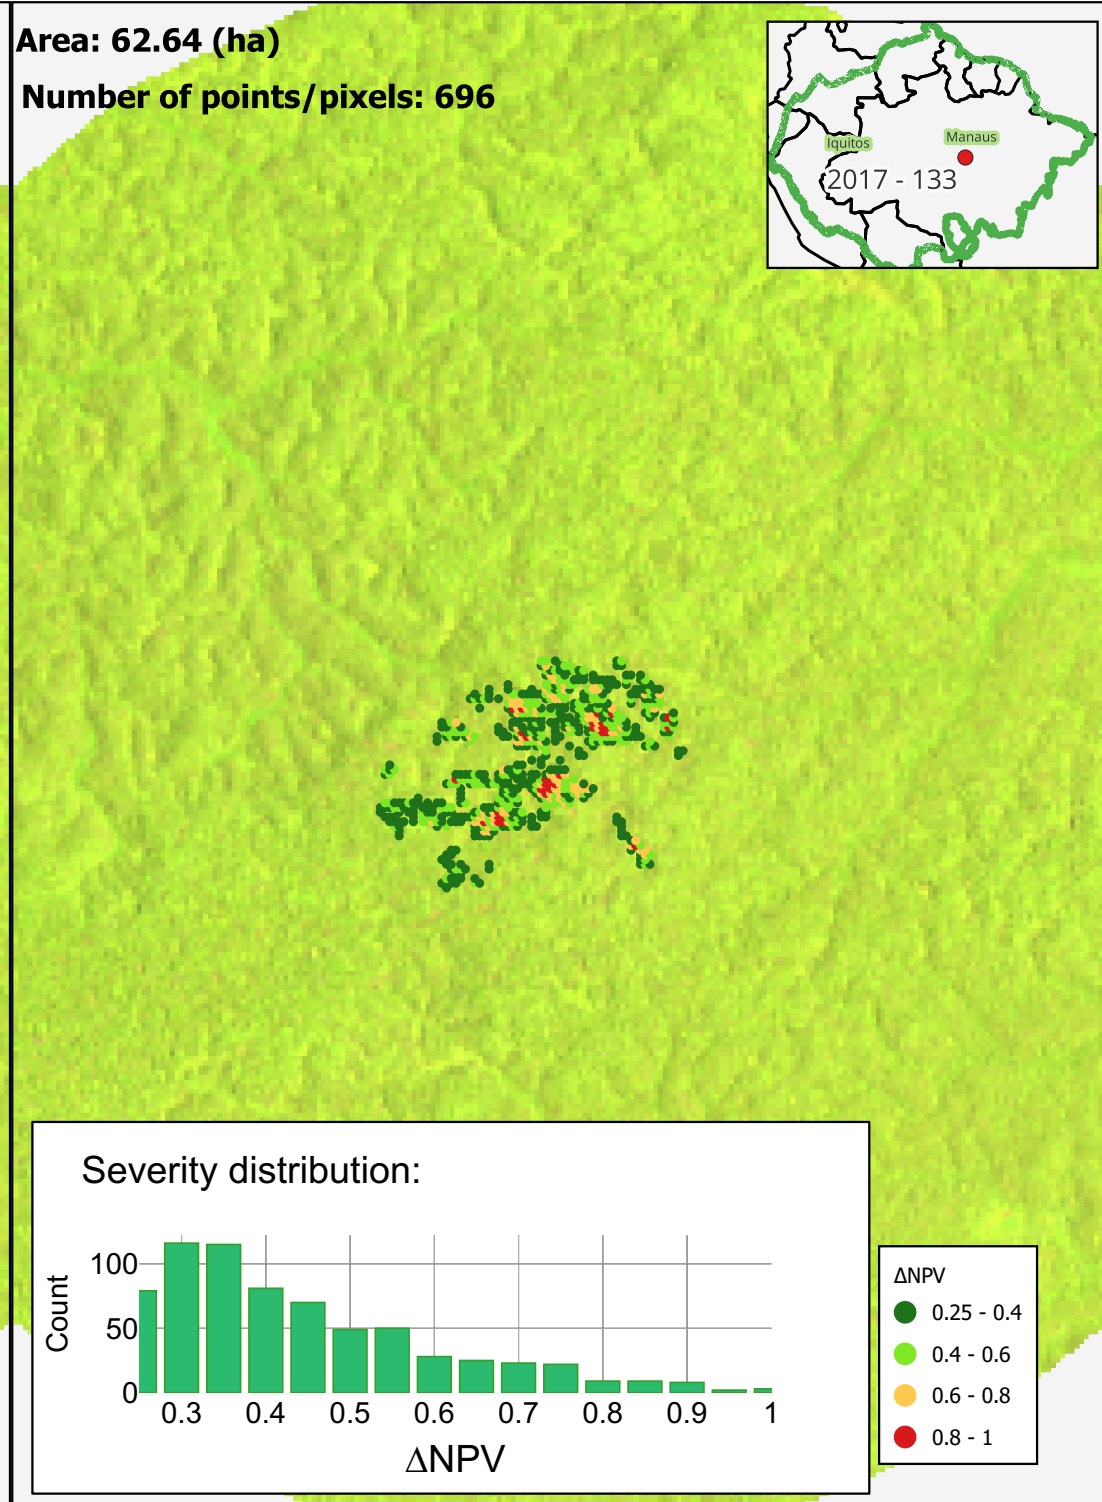 Area: 62.64 (ha)
Number of points/pixels: 696
Iquitos
Manaus
2017 - 133
Severity distribution:
Count
100
50
0
0.3 0.4 0.5 0.6 0.7 0.8 0.9 1
ΔNPV
ΔNPV
0.25 - 0.4
0.4 - 0.6
0.6 - 0.8
0.8 - 1